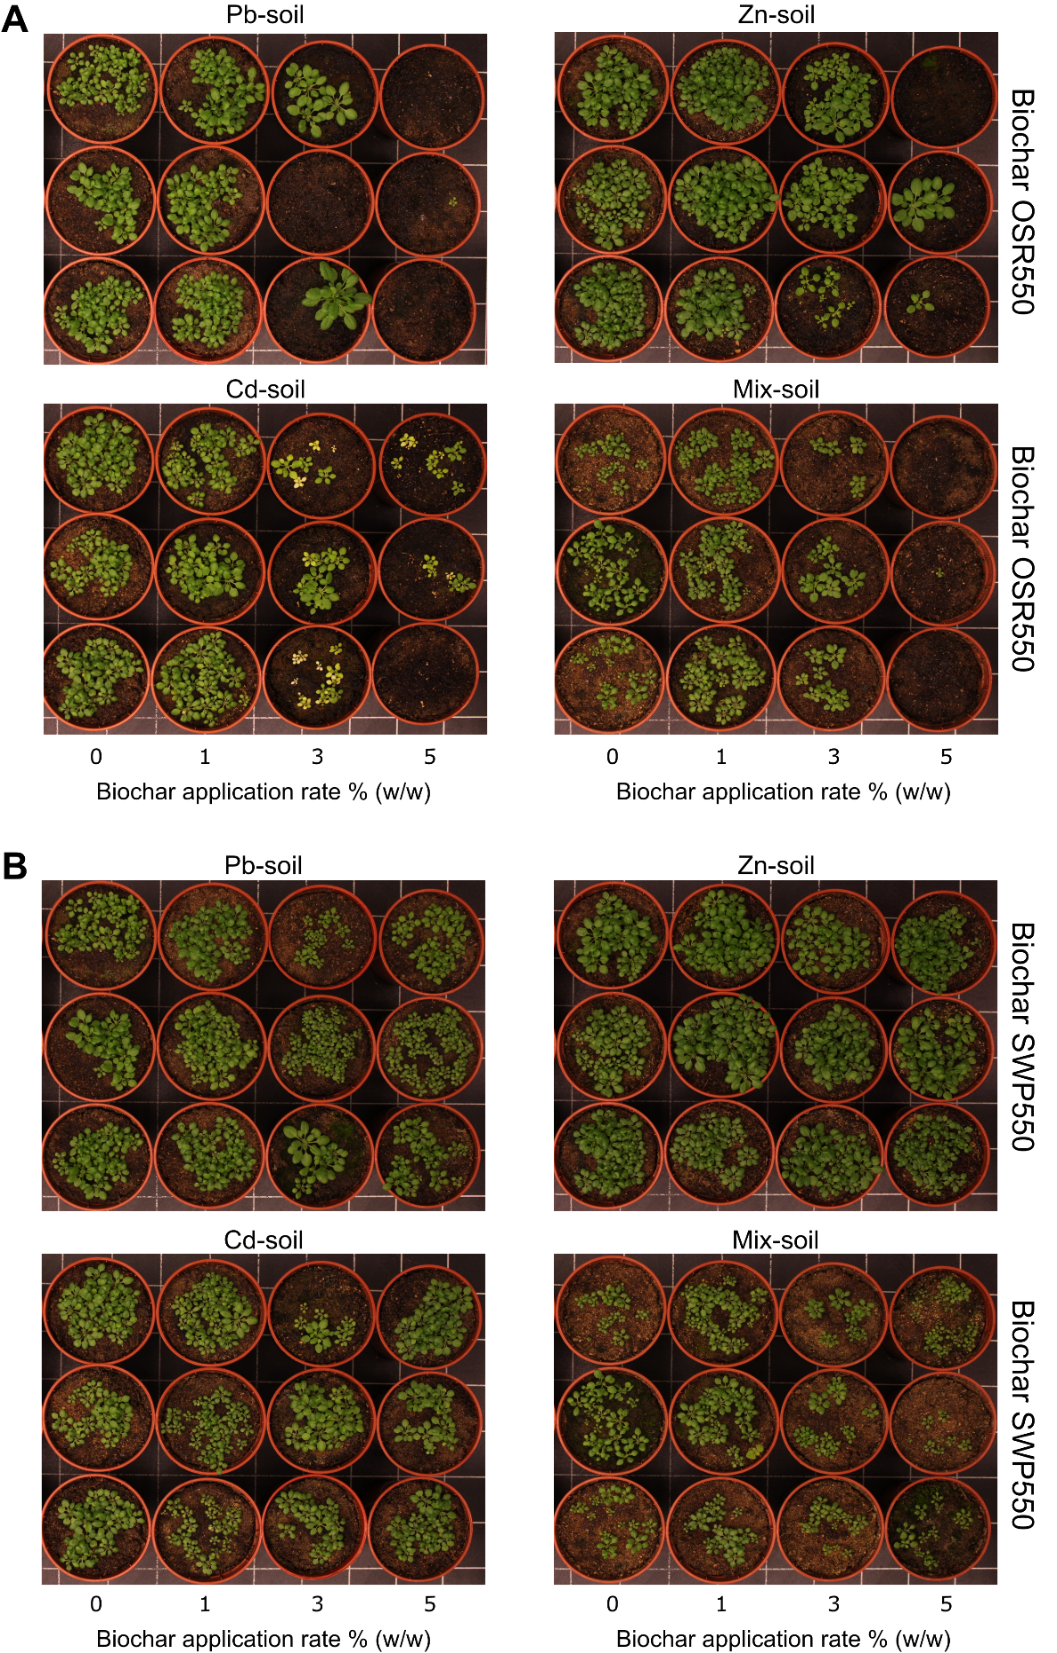 A
Pb-soil
Zn-soil
Biochar OSR550
Cd-soil
Mix-soil
Biochar OSR550
0 1 3 5
0 1 3 5
Biochar application rate % (w/w)
Biochar application rate % (w/w)
B
Pb-soil
Zn-soil
Biochar SWP550
Cd-soil
Mix-soil
Biochar SWP550
0 1 3 5
0 1 3 5
Biochar application rate % (w/w)
Biochar application rate % (w/w)